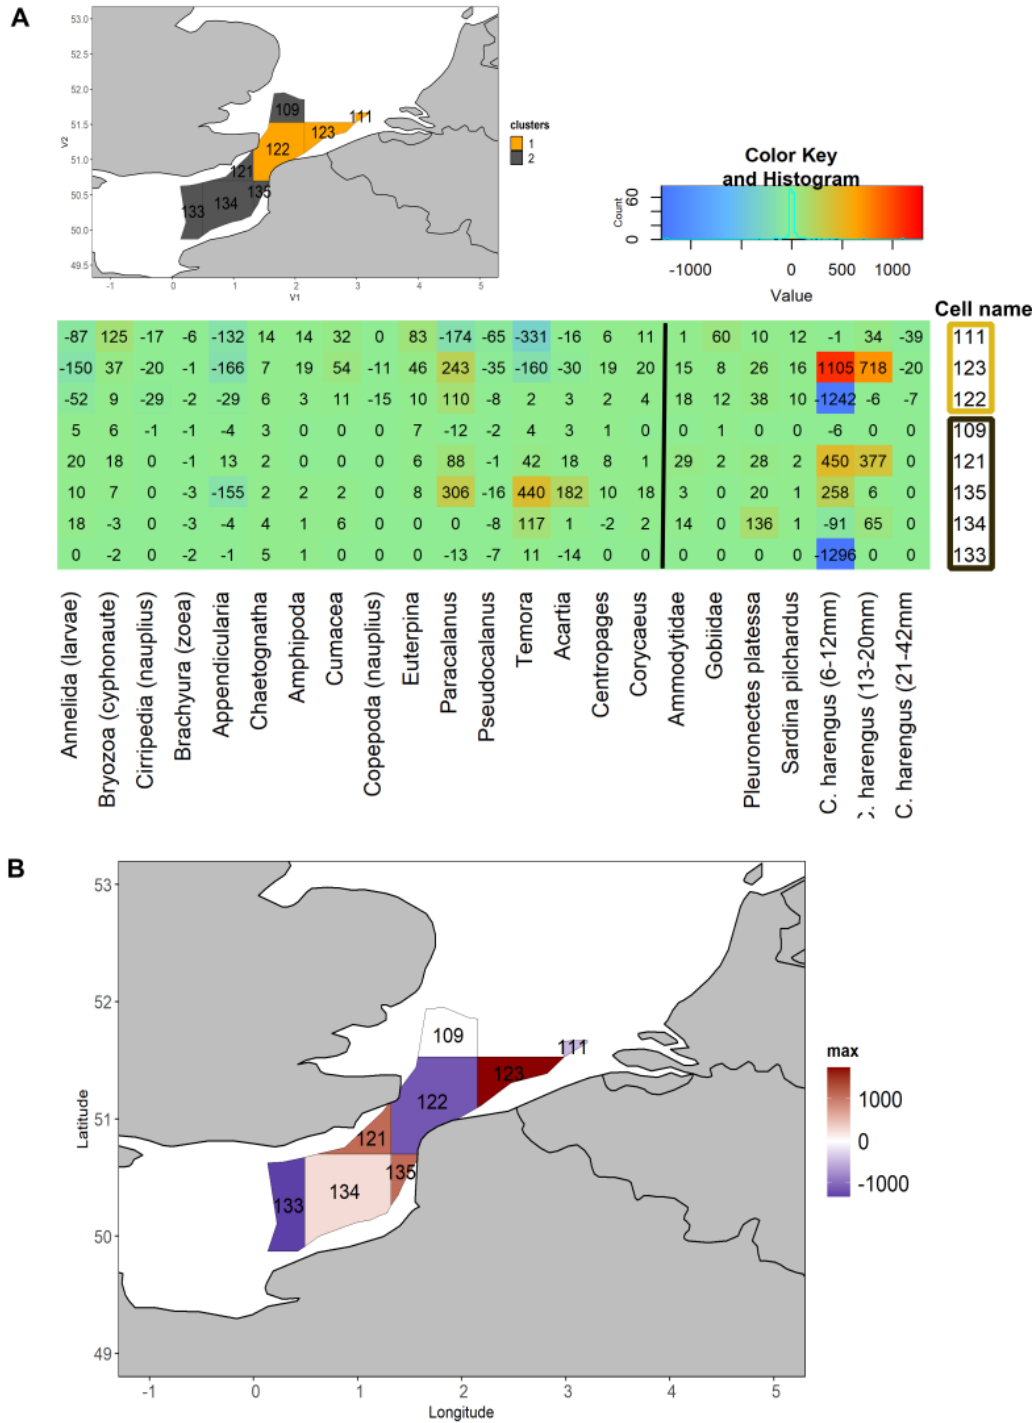 A
53.0
52.5
52.0
51.5
51.0
50.5
50.0
49.5
V2
109
111
123
122
121
135
134
133
-1 0 1 2 3 4 5
V1
clusters
1
2
Color Key
and Histogram
Count
0 60
-1000 0 500 1000
Value
Cell name
-87 125 -17 -6 -132 14 14 32 0 83 -174 -65 -331 -16 6 11 1 60 10 12 -1 34 -39 111
-150 37 -20 -1 -166 7 19 54 -11 46 243 -35 -160 -30 19 20 15 8 26 16 1105 718 -20 123
-52 9 -29 -2 -29 6 3 11 -15 10 110 -8 2 3 2 4 18 12 38 10 -1242 -6 -7 122
5 6 -1 -1 -4 3 0 0 0 7 -12 -2 4 3 1 0 0 1 0 0 -6 0 0 109
20 18 0 -1 13 2 0 0 0 6 88 -1 42 18 8 1 29 2 28 2 450 377 0 121
10 7 0 -3 -155 2 2 2 0 8 306 -16 440 182 10 18 3 0 20 1 258 6 0 135
18 -3 0 -3 -4 4 1 6 0 0 0 -8 117 1 -2 2 14 0 136 1 -91 65 0 134
0 -2 0 -2 -1 5 1 0 0 0 -13 -7 11 -14 0 0 0 0 0 0 -1296 0 0 133
Annelida (larvae)
Bryozoa (cyphonaute)
Cirripedia (nauplius)
Brachyura (zoea)
Appendicularia
Chaetognatha
Amphipoda
Cumacea
Copepoda (nauplius)
Euterpina
Paracalanus
Pseudocalanus
Temora
Acartia
Centropages
Corycaeus
Ammodytidae
Gobiidae
Pleuronectes platessa
Sardina pilchardus
C. harengus (6-12mm)
harengus (13-20mm)
C. harengus (21-42mm
B
53
52
51
50
49
Latitude
109
111
123
122
121
135
134
133
-1 0 1 2 3 4 5
Longitude
max
1000
0
-1000